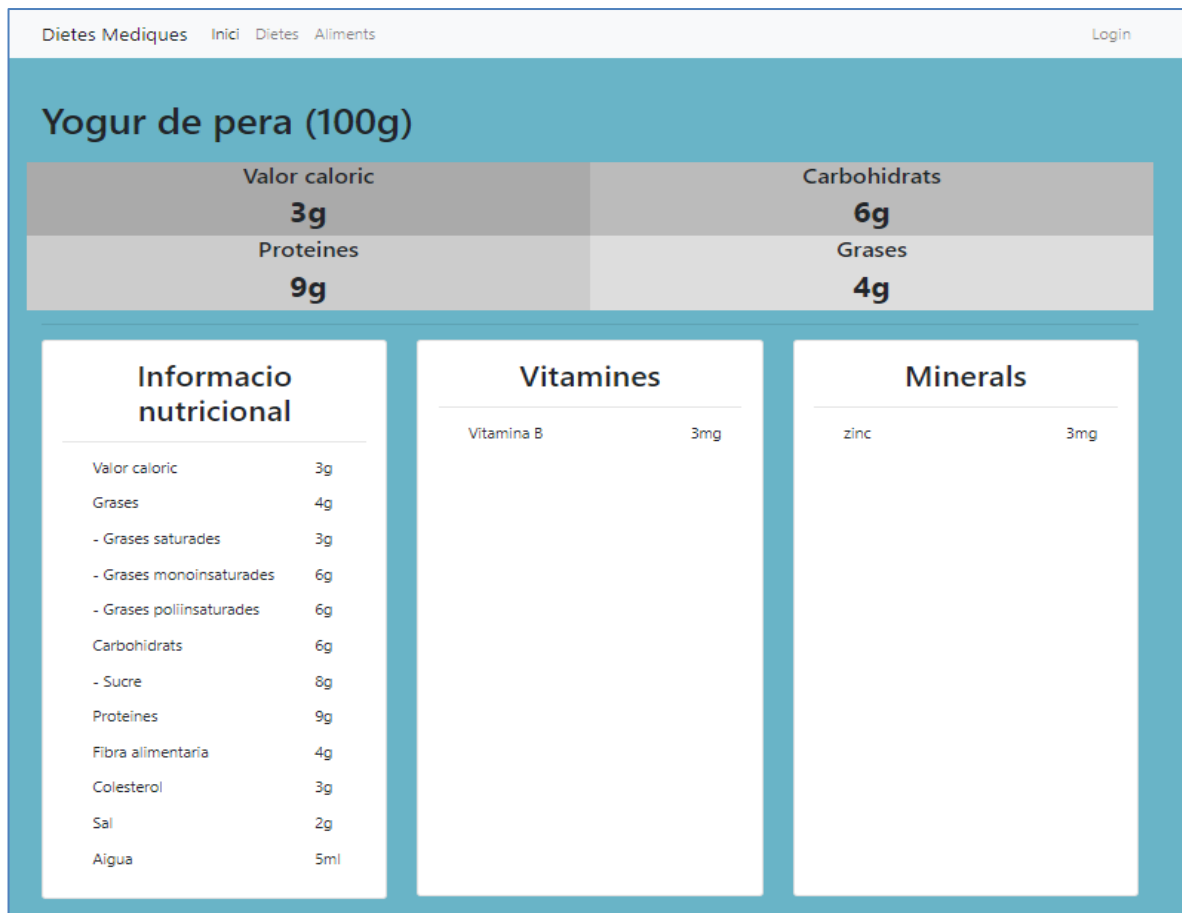 Dietes Mediques Inici Dietes Aliments Login
Yogur de pera (100g)
Valor caloric Carbohidrats
3g 6g
Proteines Grases
9g 4g
Informacio
nutricional
Valor caloric 3g
Grases 4g
- Grases saturades 3g
- Grases monoinsaturades 6g
- Grases poliinsaturades 6g
Carbohidrats 6g
- Sucre 8g
Proteines 9g
Fibra alimentaria 4g
Colesterol 3g
Sal 2g
Aigua 5ml
Vitamines
Vitamina B 3mg
Minerals
zinc 3mg